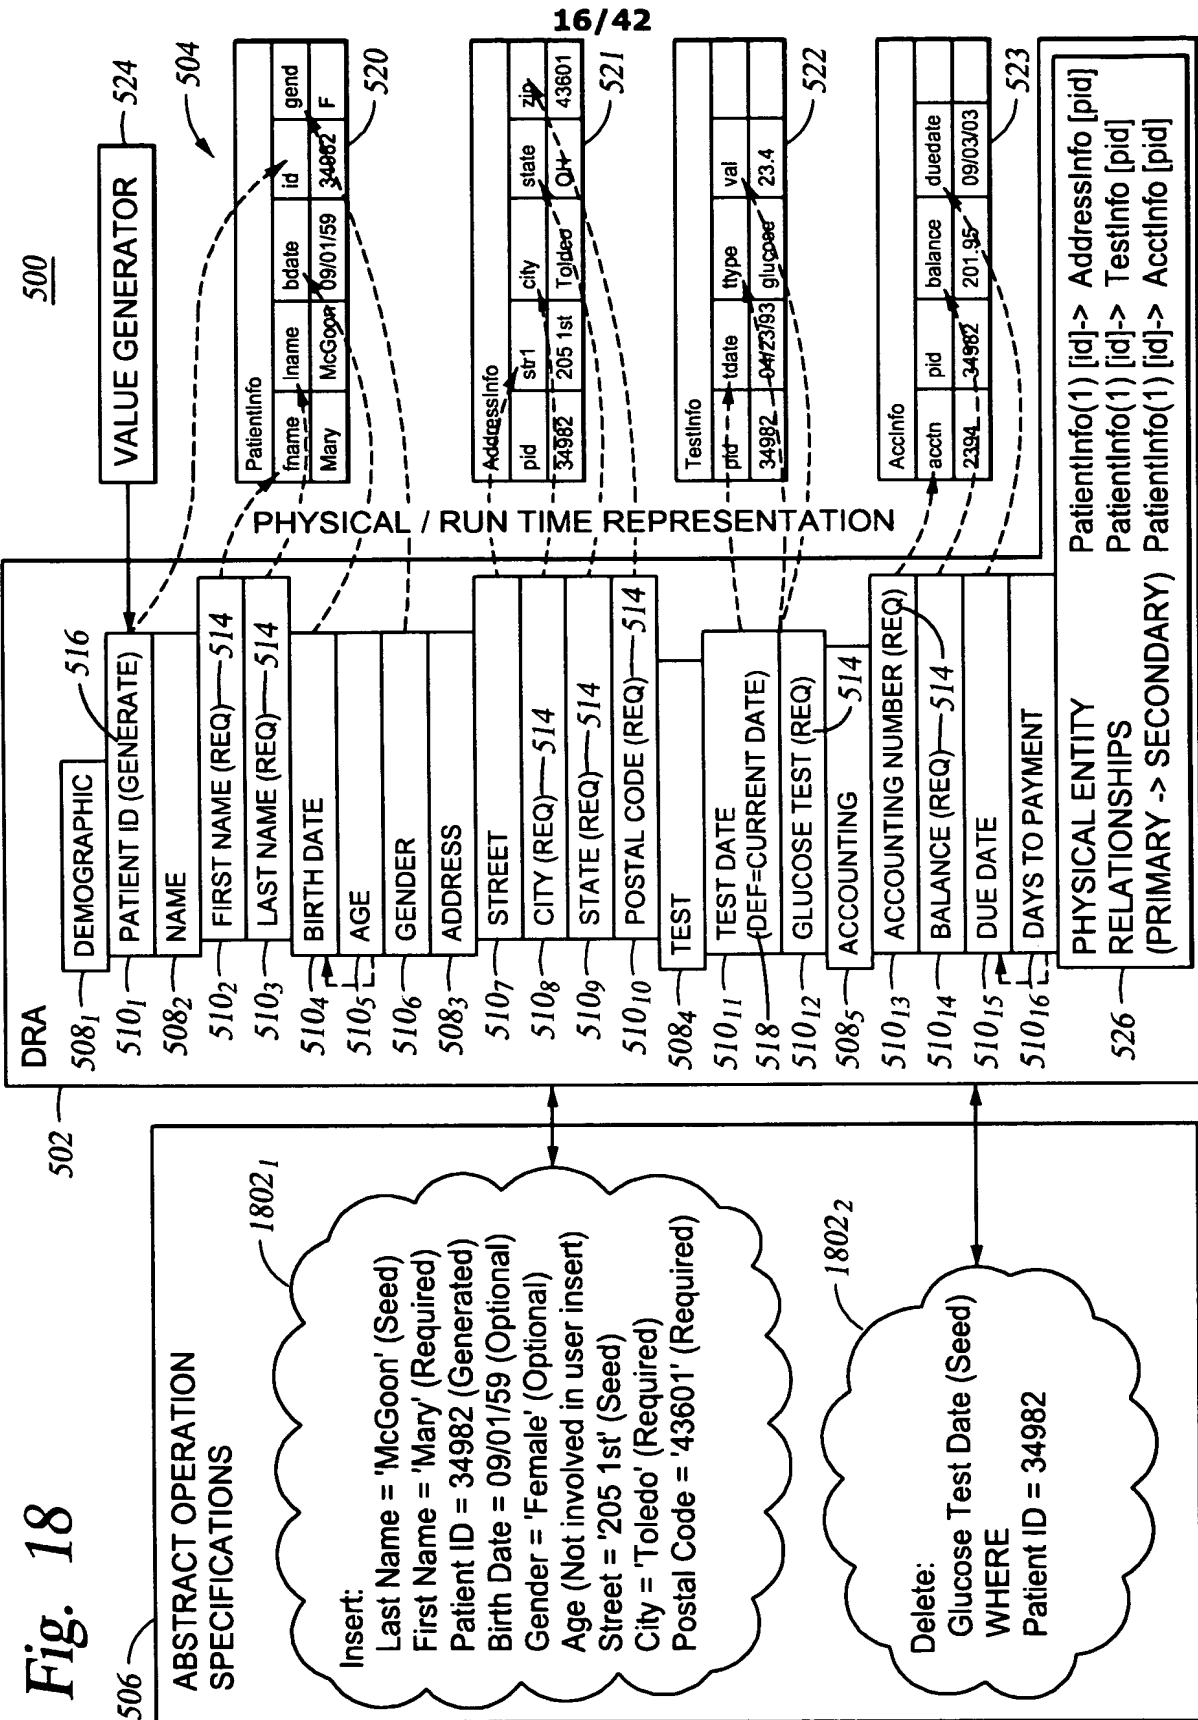 16/42
Fig. 18
500
506
ABSTRACT OPERATION
SPECIFICATIONS
1802₁
Insert:
Last Name = 'McGoon' (Seed)
First Name = 'Mary' (Required)
Patient ID = 34982 (Generated)
Birth Date = 09/01/59 (Optional)
Gender = 'Female' (Optional)
Age (Not involved in user insert)
Street = '205 1st' (Seed)
City = 'Toledo' (Required)
Postal Code = '43601' (Required)
1802₂
Delete:
Glucose Test Date (Seed)
WHERE
Patient ID = 34982
502
DRA
508₁ DEMOGRAPHIC
516
510₁ PATIENT ID (GENERATE)
508₂ NAME
510₂ FIRST NAME (REQ) 514
510₃ LAST NAME (REQ) 514
510₄ BIRTH DATE
510₅ AGE
510₆ GENDER
508₃ ADDRESS
510₇ STREET
510₈ CITY (REQ) 514
510₉ STATE (REQ) 514
510₁₀ POSTAL CODE (REQ) 514
508₄ TEST
510₁₁ TEST DATE
518 (DEF=CURRENT DATE)
510₁₂ GLUCOSE TEST (REQ) 514
508₅ ACCOUNTING
510₁₃ ACCOUNTING NUMBER (REQ)
510₁₄ BALANCE (REQ) 514
510₁₅ DUE DATE
510₁₆ DAYS TO PAYMENT
526
PHYSICAL ENTITY
RELATIONSHIPS
(PRIMARY -> SECONDARY)
PatientInfo(1) [id]-> AddressInfo [pid]
PatientInfo(1) [id]-> TestInfo [pid]
PatientInfo(1) [id]-> AcctInfo [pid]
VALUE GENERATOR
524
504
PHYSICAL / RUN TIME REPRESENTATION
PatientInfo
fname lname bdate id gend
Mary McGoon 09/01/59 34982 F
520
AddressInfo
pid str1 city state zip
34982 205 1st Toldeo OH 43601
521
TestInfo
pid tdate ttype val
34982 04/23/93 glucose 23.4
522
AccInfo
acctn pid balance duedate
2394 34982 201.95 09/03/03
523